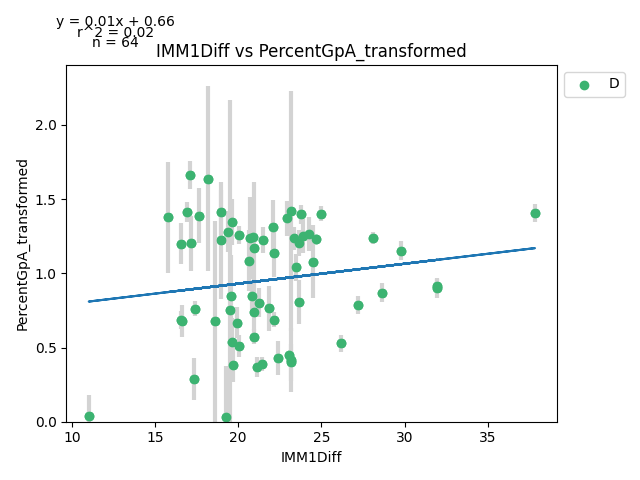 y = 0.01x + 0.66
r^2 = 0.02
n = 64
IMM1Diff vs PercentGpA_transformed
D
2.0
1.5
1.0
0.5
0.0
PercentGpA_transformed
10 15 20 25 30 35
IMM1Diff